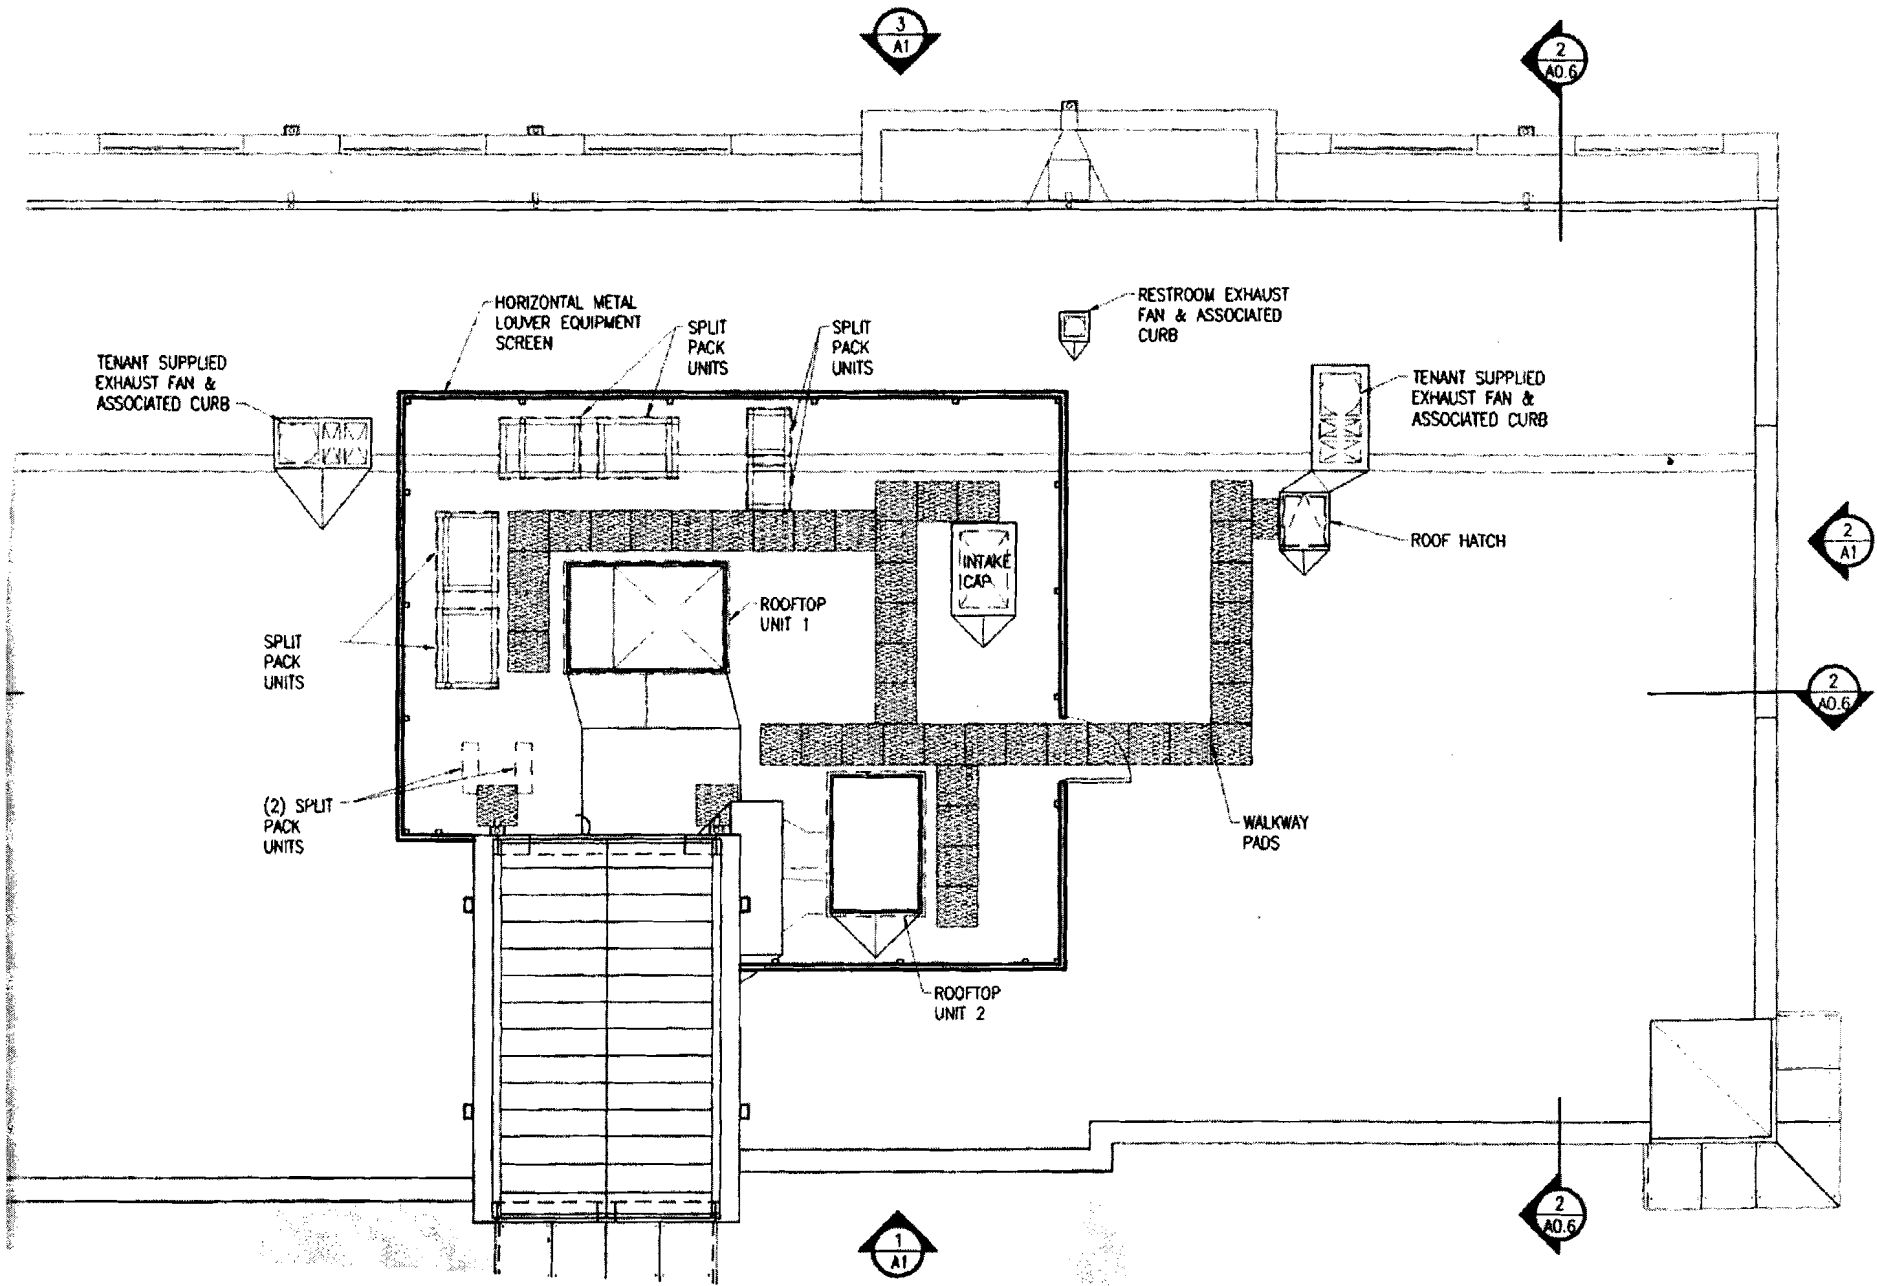 3
A1
2
A0.6
HORIZONTAL METAL
LOUVER EQUIPMENT
SCREEN
SPLIT
PACK
UNITS
SPLIT
PACK
UNITS
RESTROOM EXHAUST
FAN & ASSOCIATED
CURB
TENANT SUPPLIED
EXHAUST FAN &
ASSOCIATED CURB
TENANT SUPPLIED
EXHAUST FAN &
ASSOCIATED CURB
INTAKE
CAP
ROOF HATCH
2
A1
ROOFTOP
UNIT 1
SPLIT
PACK
UNITS
2
A0.6
(2) SPLIT
PACK
UNITS
WALKWAY
PADS
ROOFTOP
UNIT 2
2
A0.6
1
A1